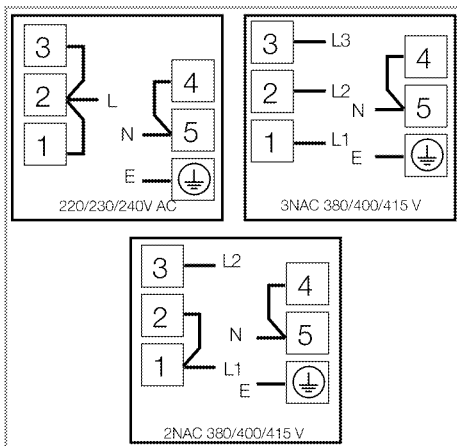 3
2 L
1
4
N 5
E
220/230/240V AC
3 L3
2 L2
1 L1
4
N 5
E
3NAC 380/400/415 V
3 L2
2
1 L1
4
N 5
E
2NAC 380/400/415 V